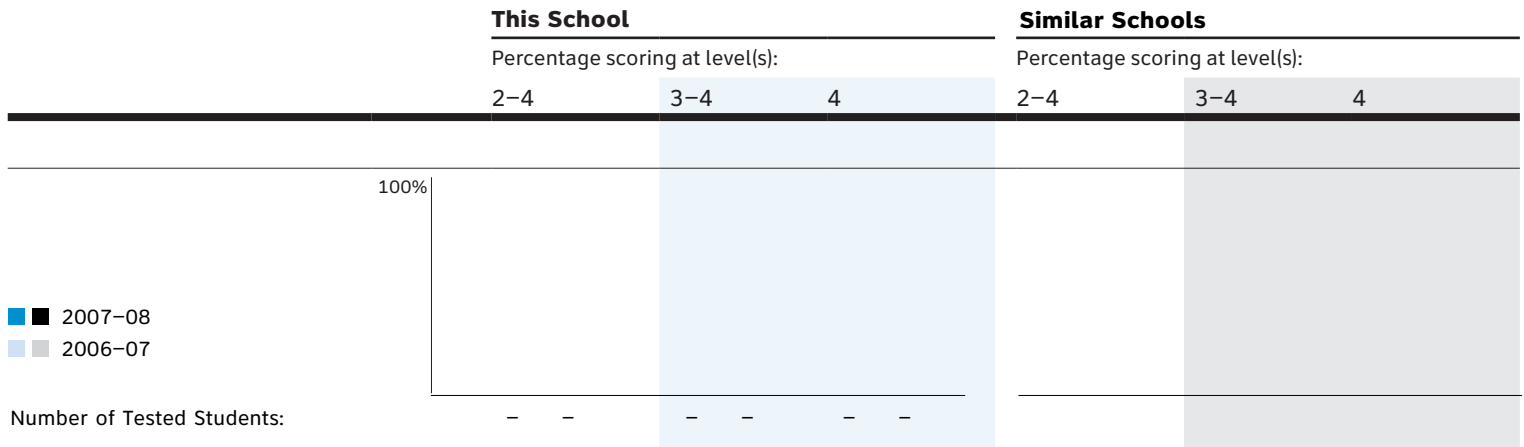 This School Similar Schools
Percentage scoring at level(s): Percentage scoring at level(s):
2–4 3–4 4 2–4 3–4 4
100%
2007–08
2006–07
Number of Tested Students: – – – – – –